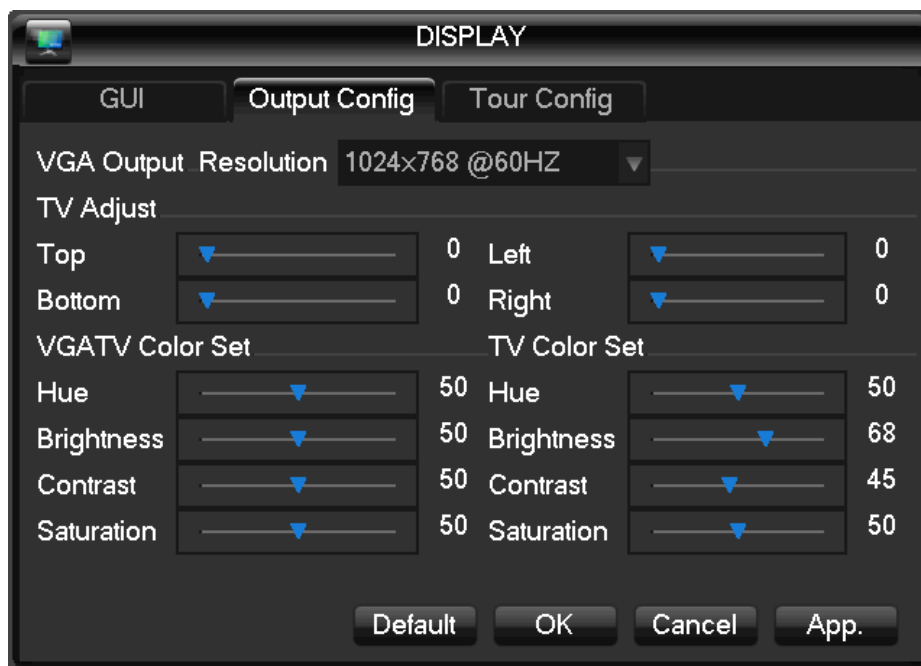 DISPLAY
GUI Output Config Tour Config
VGA Output Resolution 1024×768 @60HZ
TV Adjust
Top 0 Left 0
Bottom 0 Right 0
VGATV Color Set TV Color Set
Hue 50 Hue 50
Brightness 50 Brightness 68
Contrast 50 Contrast 45
Saturation 50 Saturation 50
Default OK Cancel App.